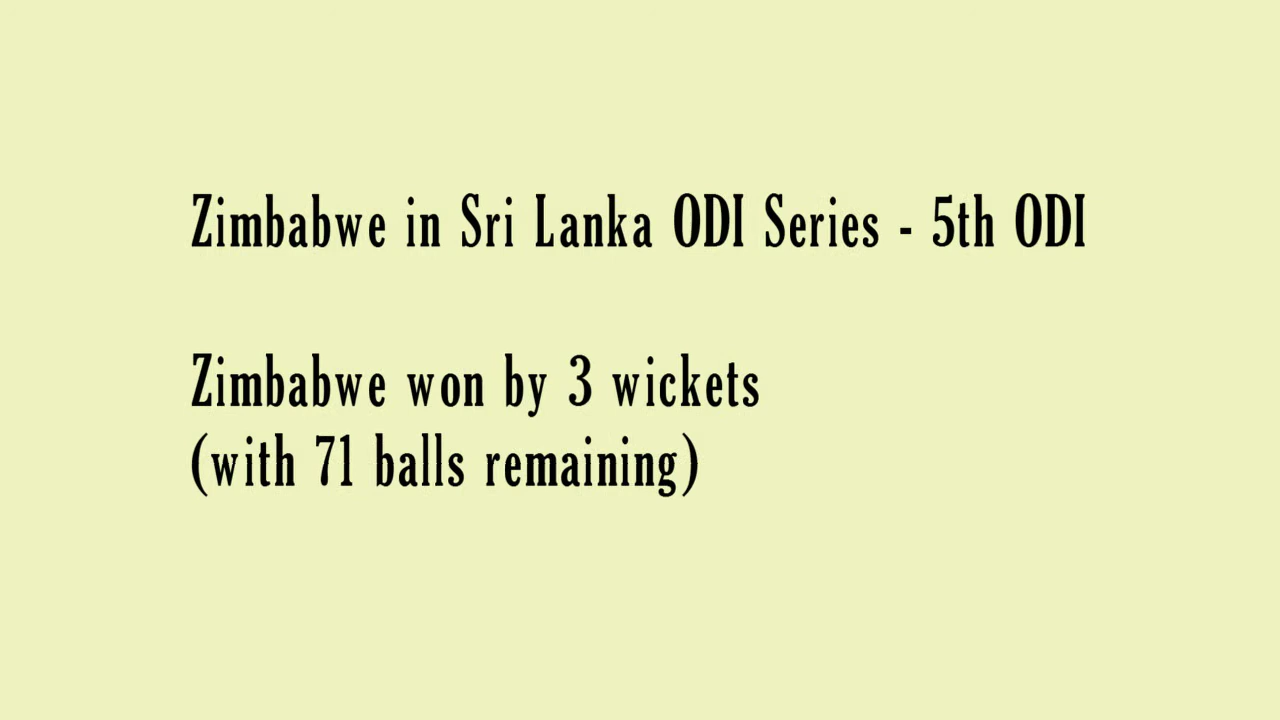 Zimbabwe in Sri Lanka ODI Series - 5th ODI
Zimbabwe won by 3 wickets
(with 71 balls remaining)